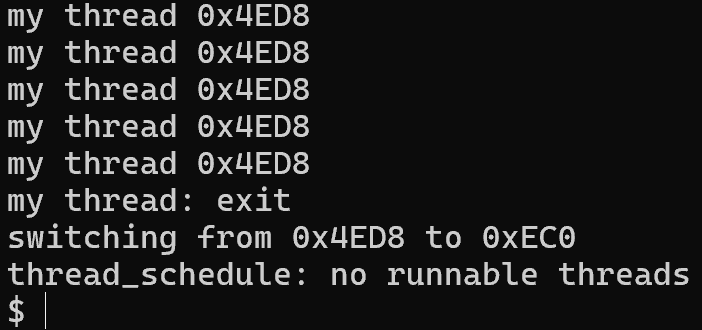 my thread 0x4ED8
my thread 0x4ED8
my thread 0x4ED8
my thread 0x4ED8
my thread 0x4ED8
my thread: exit
switching from 0x4ED8 to 0xEC0
thread_schedule: no runnable threads
$